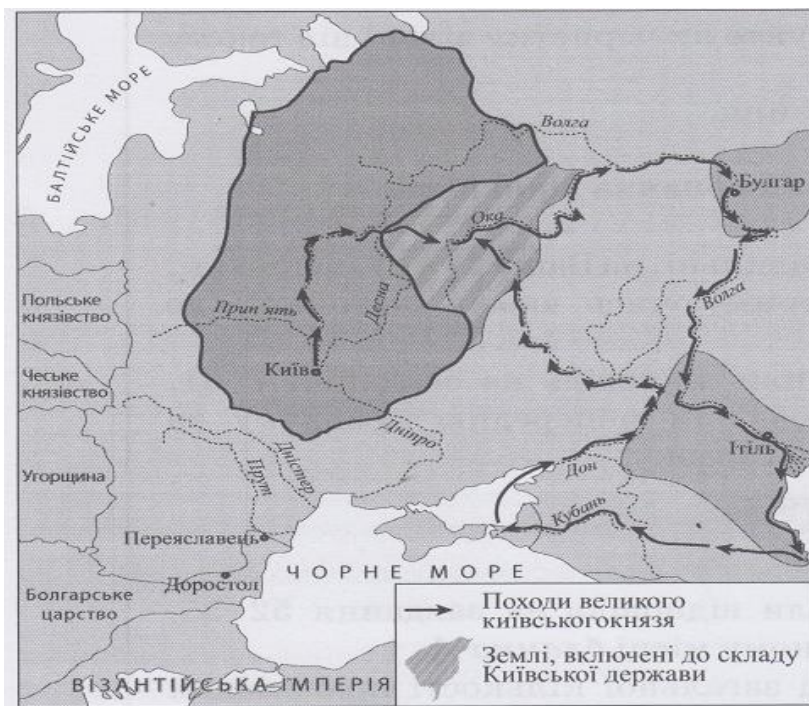 БАЛТІЙСЬКЕ МОРЕ
Волга
Булгар
Ока
Польське
князівство
Прип'ять
Десна
Волга
Чеське
князівство
Київ
Дніпро
Ітіль
Угорщина
Дністер
Прут
Дон
Кубань
Переяславець
Доростол
ЧОРНЕ МОРЕ
Болгарське
царство
Походи великого
київськогокнязя
Землі, включені до складу
Київської держави
ВІЗАНТІЙСЬКА ІМПЕРІЯ